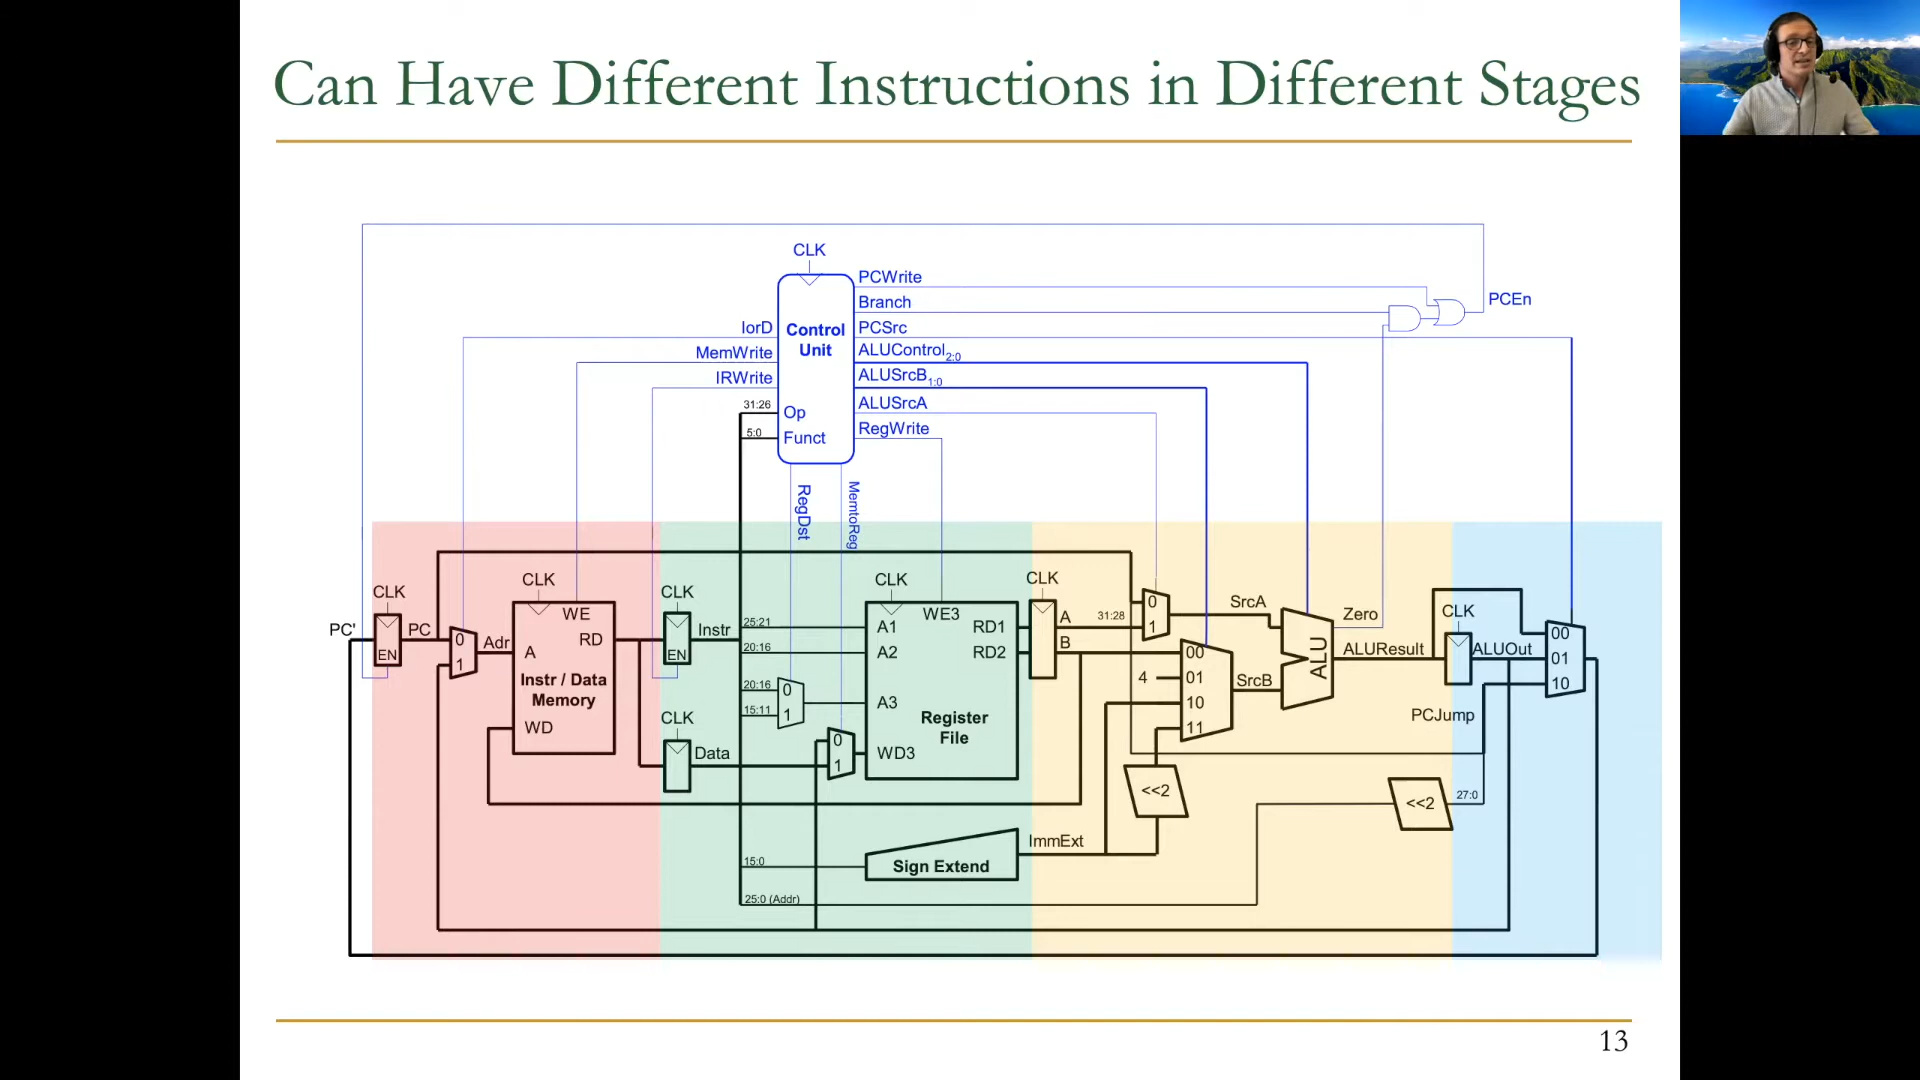 Can Have Different Instructions in Different Stages
CLK
PCWrite
Branch
PCEn
IorD
Control
Unit
PCSrc
MemWrite
ALUControl2:0
IRWrite
ALUSrcB1:0
31:26
Op
ALUSrcA
5:0
Funct
RegWrite
RegDst
MemtoReg
CLK
CLK
CLK
CLK
CLK
CLK
PC'
PC
EN
0
1
Adr
WE
A
RD
Instr / Data
Memory
WD
EN
Instr
CLK
Data
25:21
20:16
20:16
15:11
0
1
0
1
A1
A2
A3
WD3
WE3
RD1
RD2
Register
File
A
B
31:28
0
1
SrcA
4
00
01
10
11
SrcB
ALU
Zero
ALUResult
ALUOut
00
01
10
PCJump
<<2
<<2
27:0
ImmExt
15:0
Sign Extend
25:0 (Addr)
13